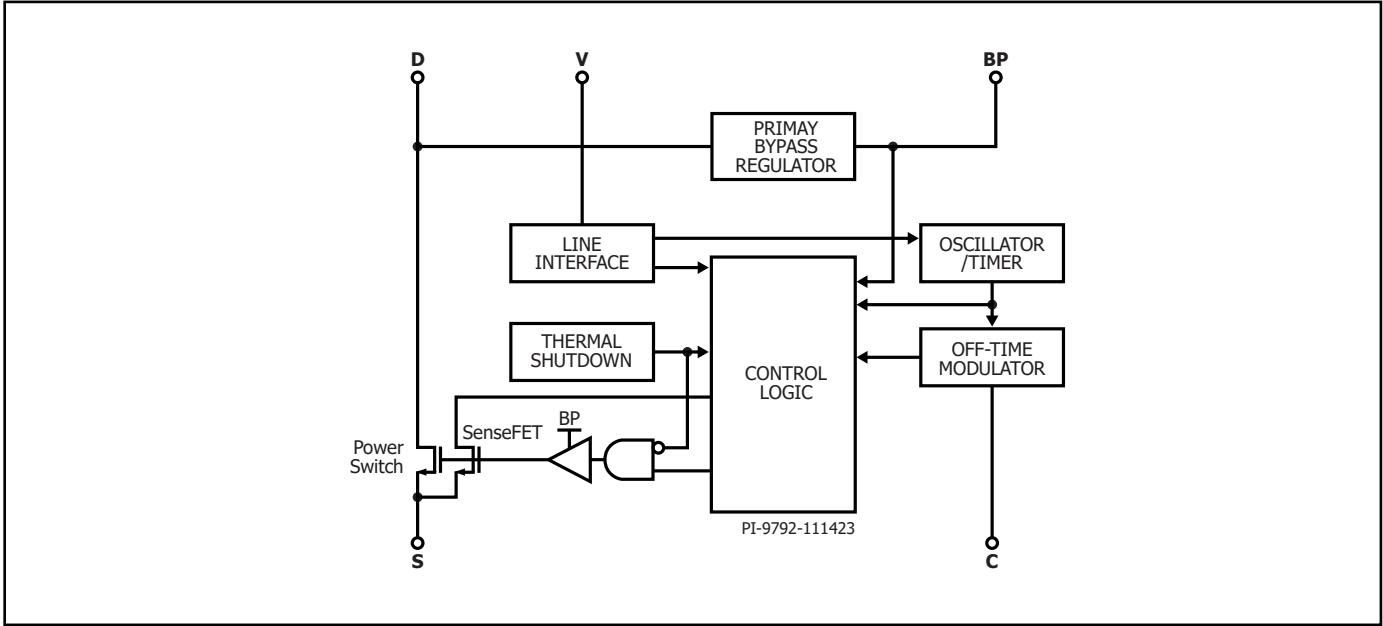 D
V
BP
PRIMAY
BYPASS
REGULATOR
LINE
INTERFACE
OSCILLATOR
/TIMER
THERMAL
SHUTDOWN
OFF-TIME
MODULATOR
CONTROL
LOGIC
BP
SenseFET
Power
Switch
PI-9792-111423
S
C